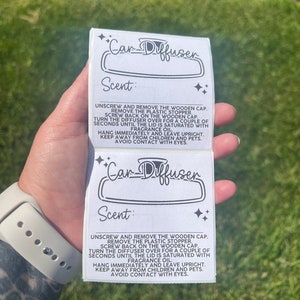 Car Diffuser
Scent:
UNSCREW AND REMOVE THE WOODEN CAP.
REMOVE THE PLASTIC STOPPER.
SCREW BACK ON THE WOODEN CAP.
TURN THE DIFFUSER OVER FOR A COUPLE OF
SECONDS UNTIL THE LID IS SATURATED WITH
FRAGRANCE OIL.
HANG IMMEDIATELY AND LEAVE UPRIGHT.
KEEP AWAY FROM CHILDREN AND PETS.
AVOID CONTACT WITH EYES.
Car Diffuser
Scent:
UNSCREW AND REMOVE THE WOODEN CAP.
REMOVE THE PLASTIC STOPPER.
SCREW BACK ON THE WOODEN CAP.
TURN THE DIFFUSER OVER FOR A COUPLE OF
SECONDS UNTIL THE LID IS SATURATED WITH
FRAGRANCE OIL.
HANG IMMEDIATELY AND LEAVE UPRIGHT.
KEEP AWAY FROM CHILDREN AND PETS.
AVOID CONTACT WITH EYES.